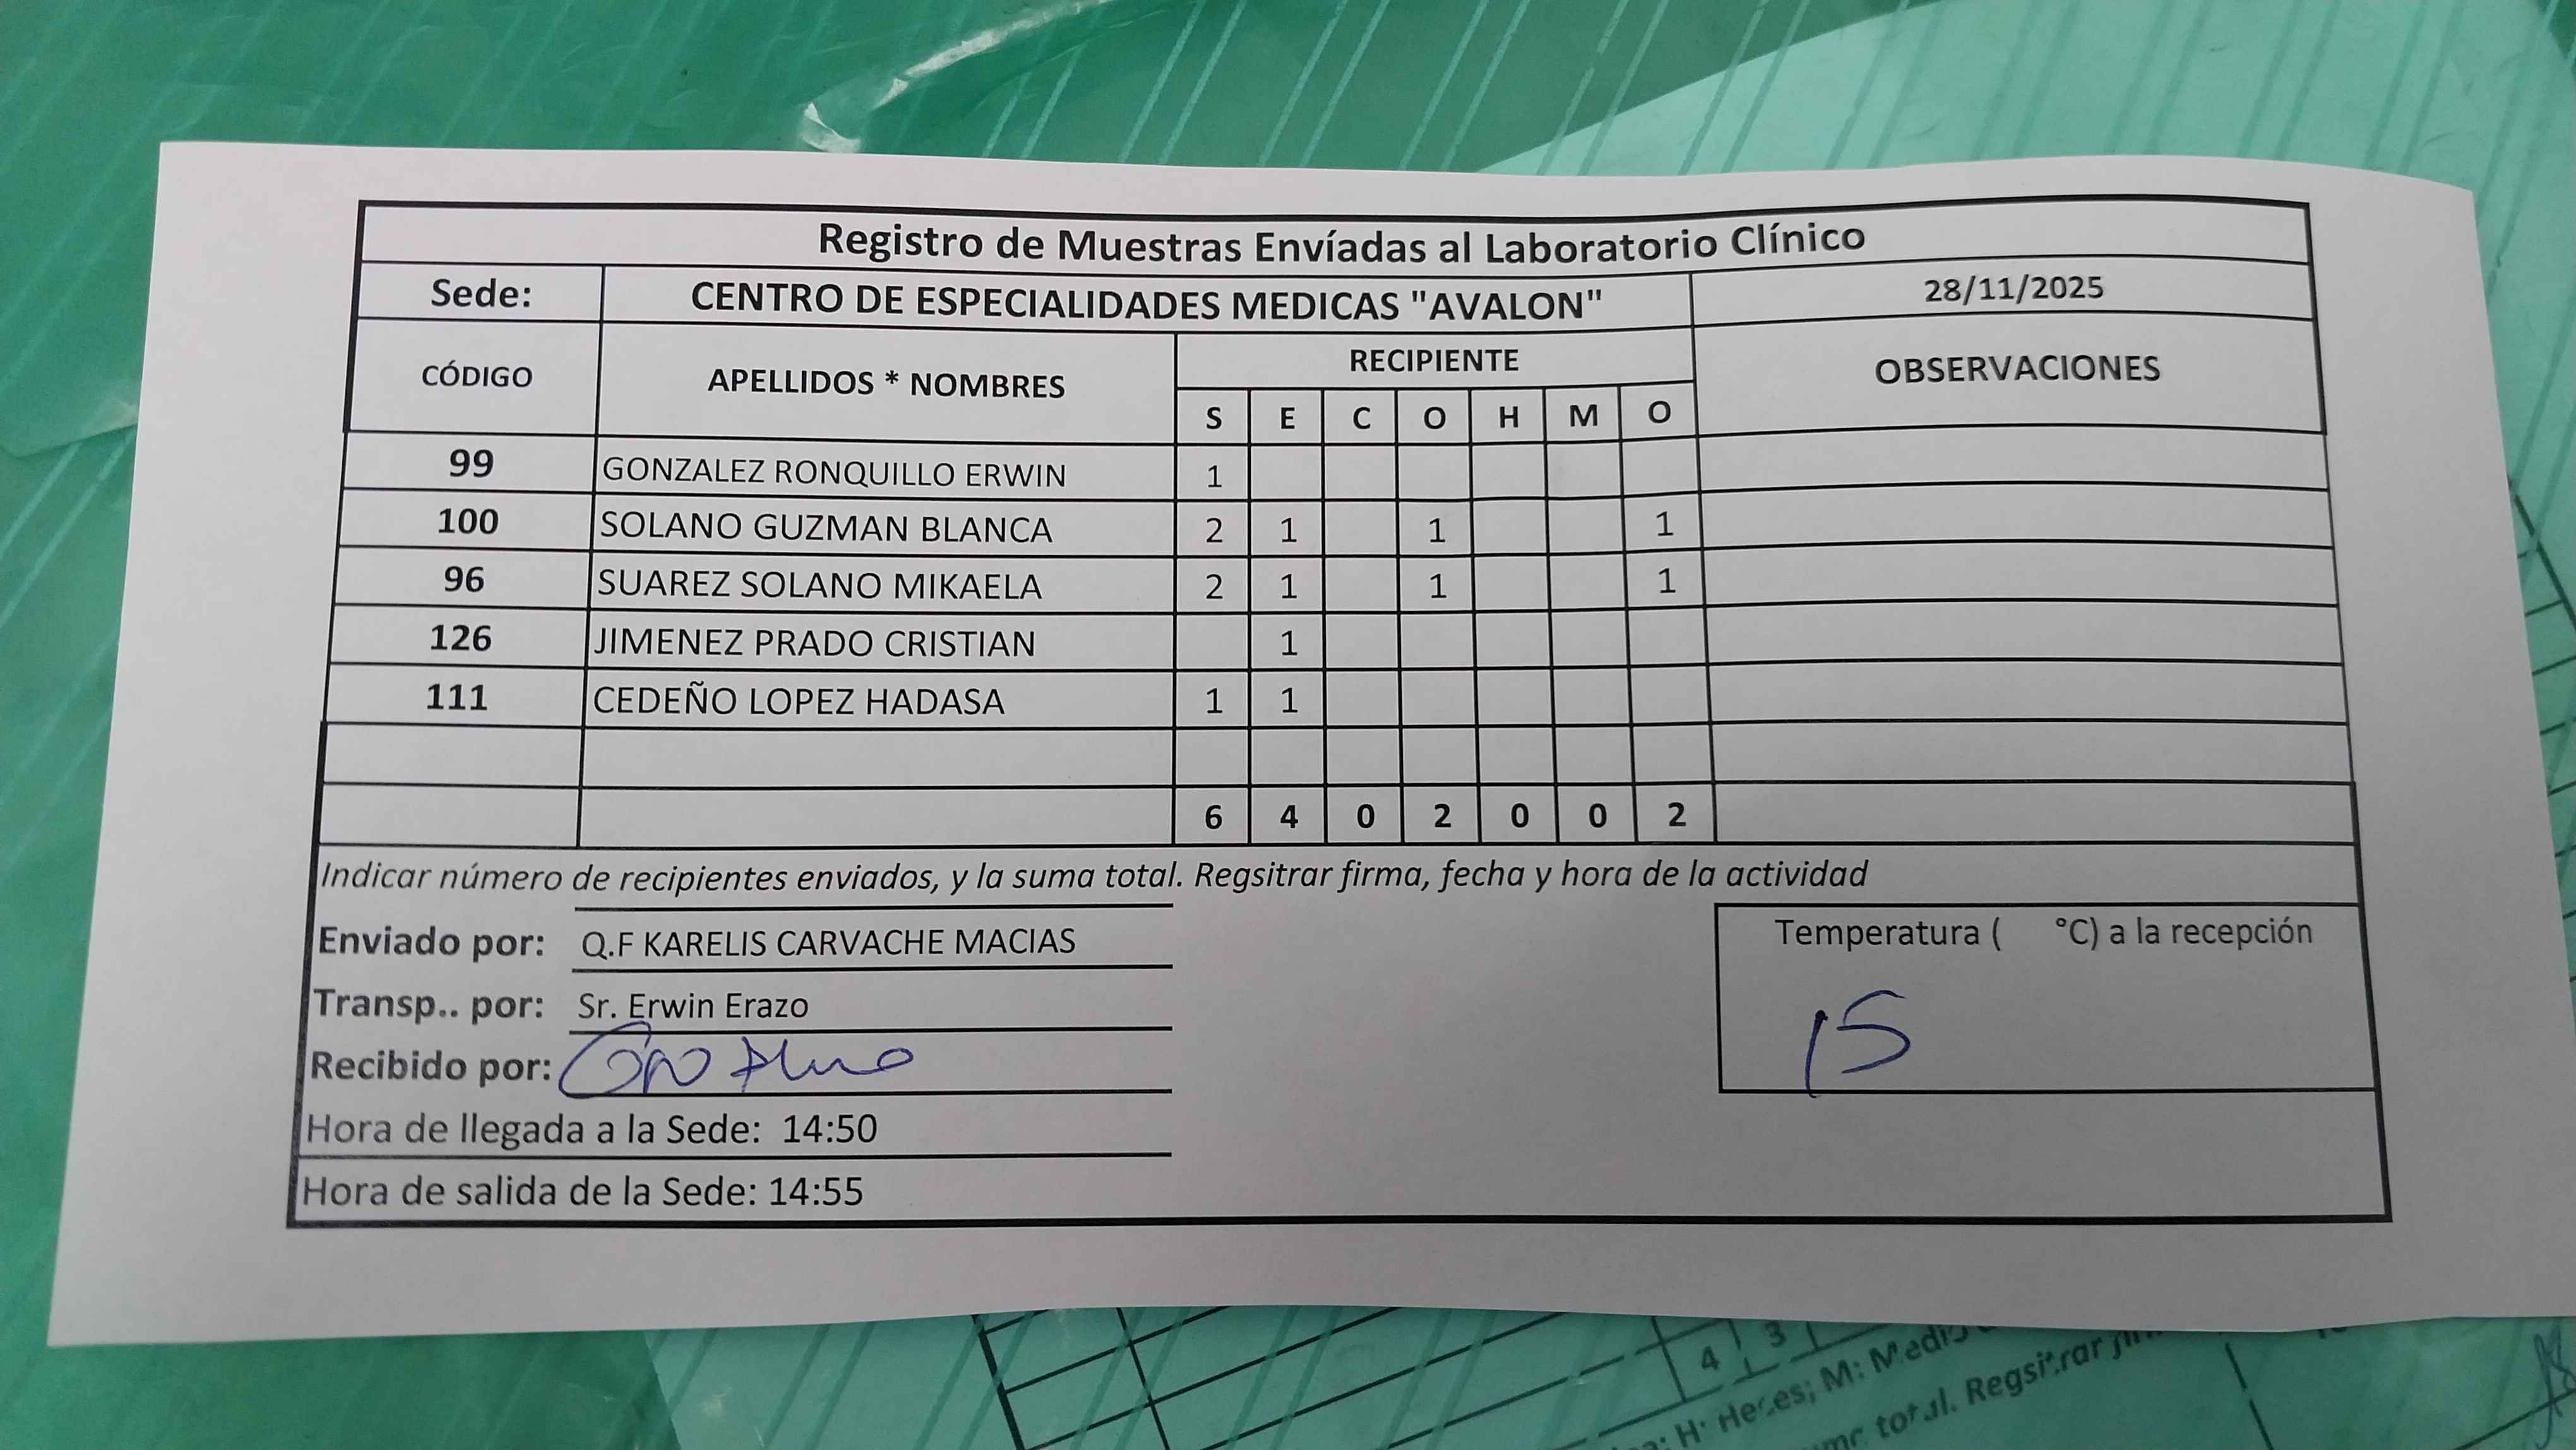 Registro de Muestras Envíadas al Laboratorio Clínico
Sede: CENTRO DE ESPECIALIDADES MEDICAS "AVALON" 28/11/2025
CÓDIGO APELLIDOS * NOMBRES RECIPIENTE OBSERVACIONES
S E C O H M O
99 GONZALEZ RONQUILLO ERWIN 1
100 SOLANO GUZMAN BLANCA 2 1 1 1
96 SUAREZ SOLANO MIKAELA 2 1 1 1
126 JIMENEZ PRADO CRISTIAN 1
111 CEDEÑO LOPEZ HADASA 1 1
6 4 0 2 0 0 2
Indicar número de recipientes enviados, y la suma total. Regsitrar firma, fecha y hora de la actividad
Enviado por: Q.F KARELIS CARVACHE MACIAS
Temperatura ( °C) a la recepción
Transp.. por: Sr. Erwin Erazo
15
Recibido por:
Hora de llegada a la Sede: 14:50
Hora de salida de la Sede: 14:55
4 3
M:
total. Regsitrar